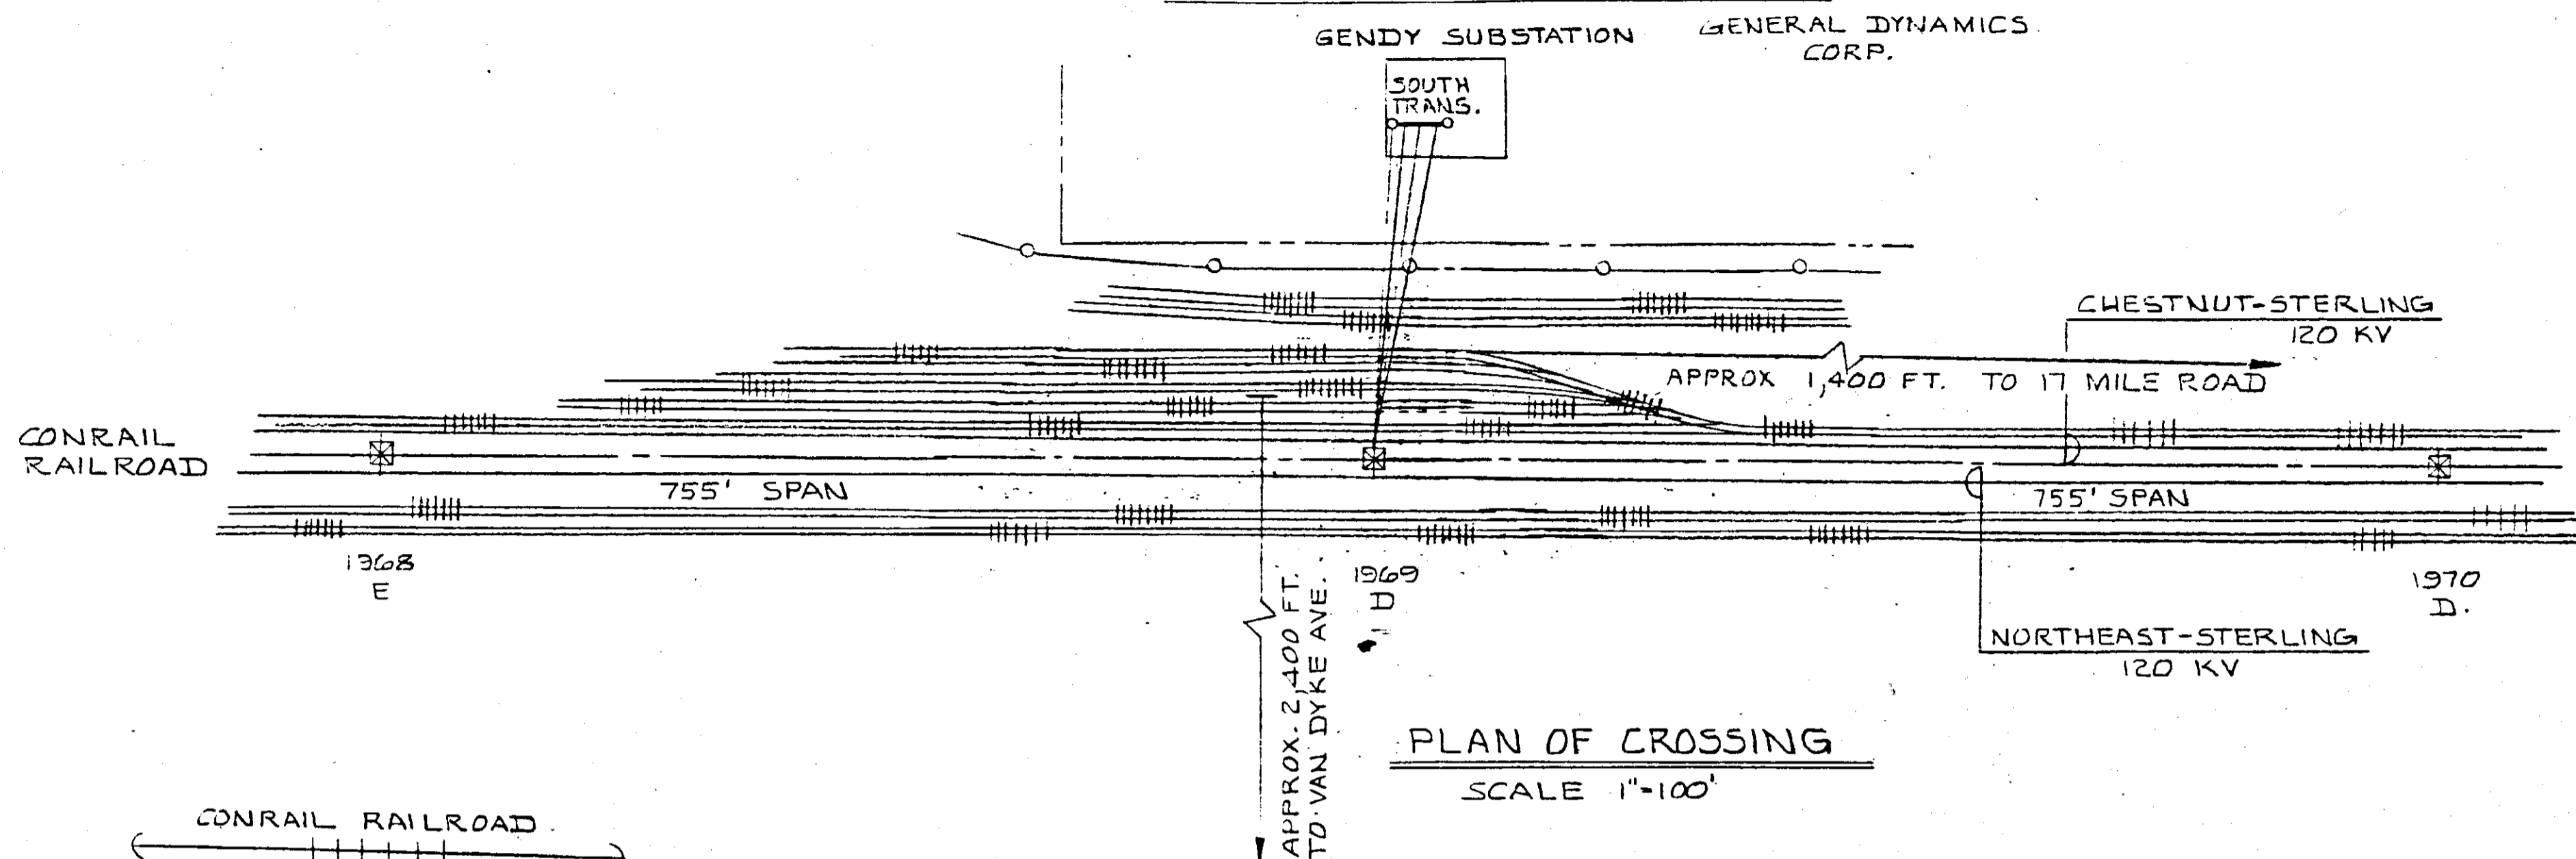 GENDY SUBSTATION
GENERAL DYNAMICS
CORP.
SOUTH
TRANS.
CHESTNUT-STERLING
120 KV
APPROX 1,400 FT. TO 17 MILE ROAD
CONRAIL
RAILROAD
755' SPAN
755' SPAN
1968
E
1969
D
1970
D.
APPROX. 2,400 FT.
TO VAN DYKE AVE.
NORTHEAST-STERLING
120 KV
PLAN OF CROSSING
SCALE 1"=100'
CONRAIL RAILROAD